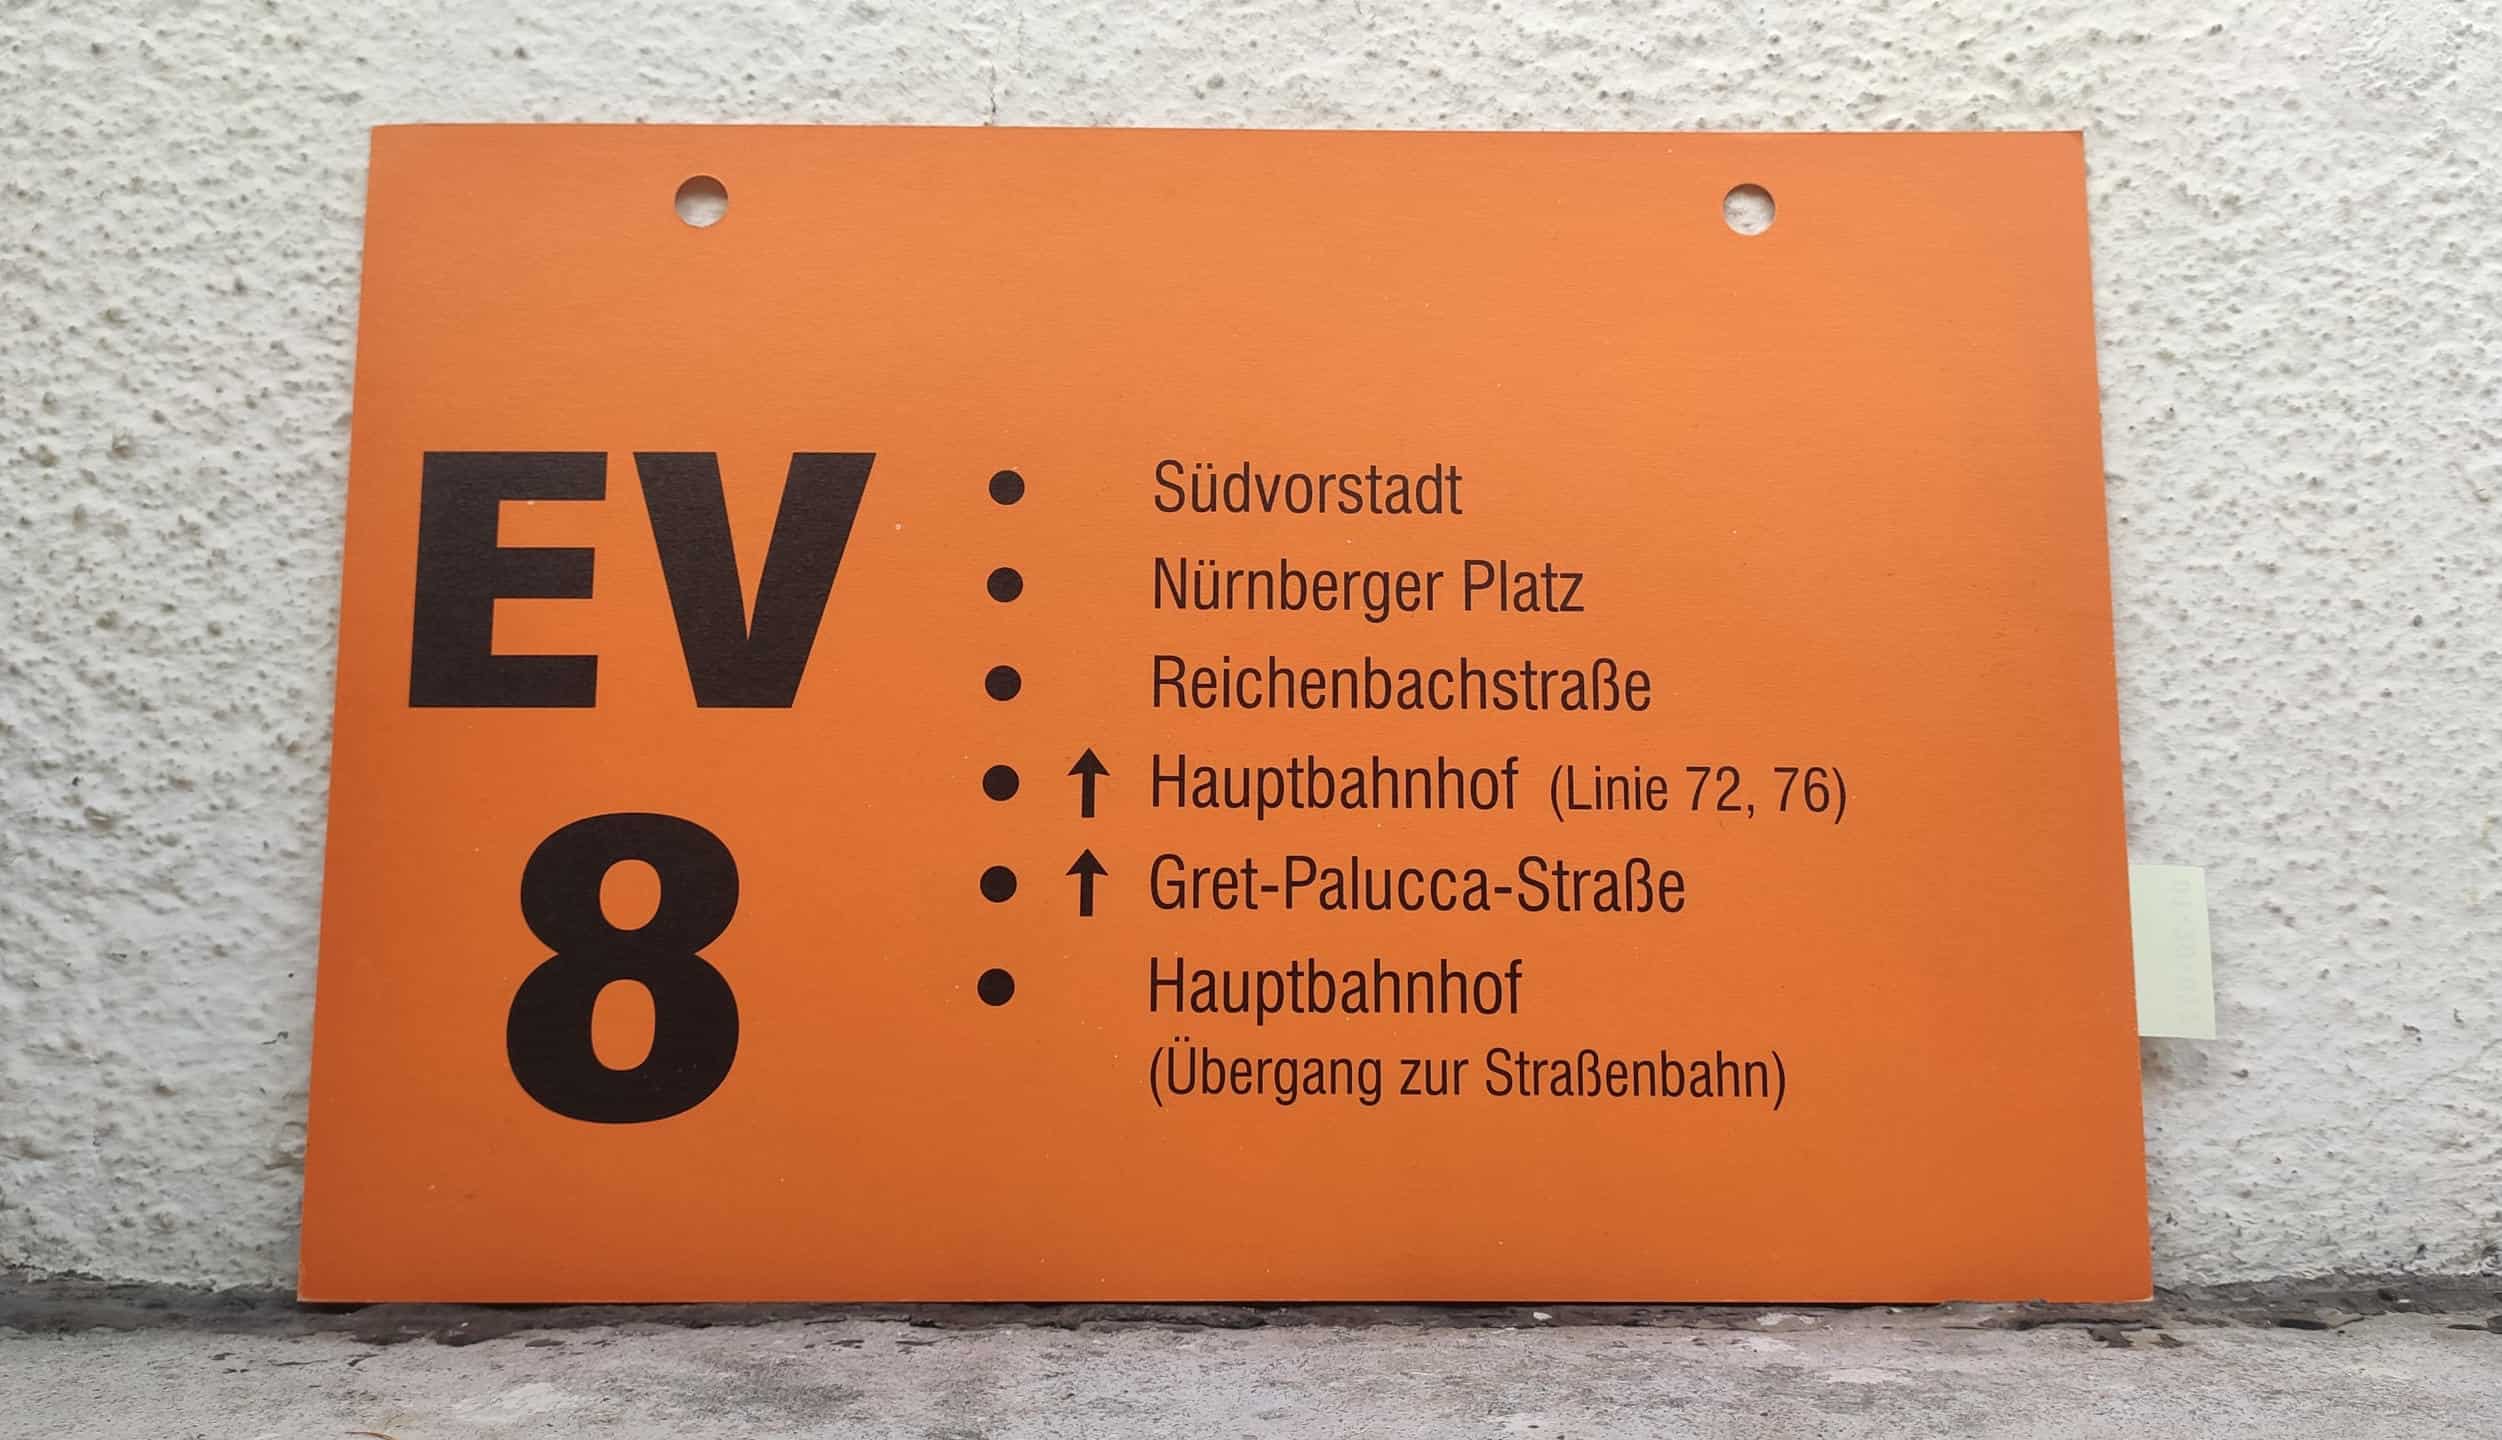 EV
8
● Südvorstadt
● Nürnberger Platz
● Reichenbachstraße
● ↑ Hauptbahnhof (Linie 72, 76)
● ↑ Gret-Palucca-Straße
● Hauptbahnhof
(Übergang zur Straßenbahn)